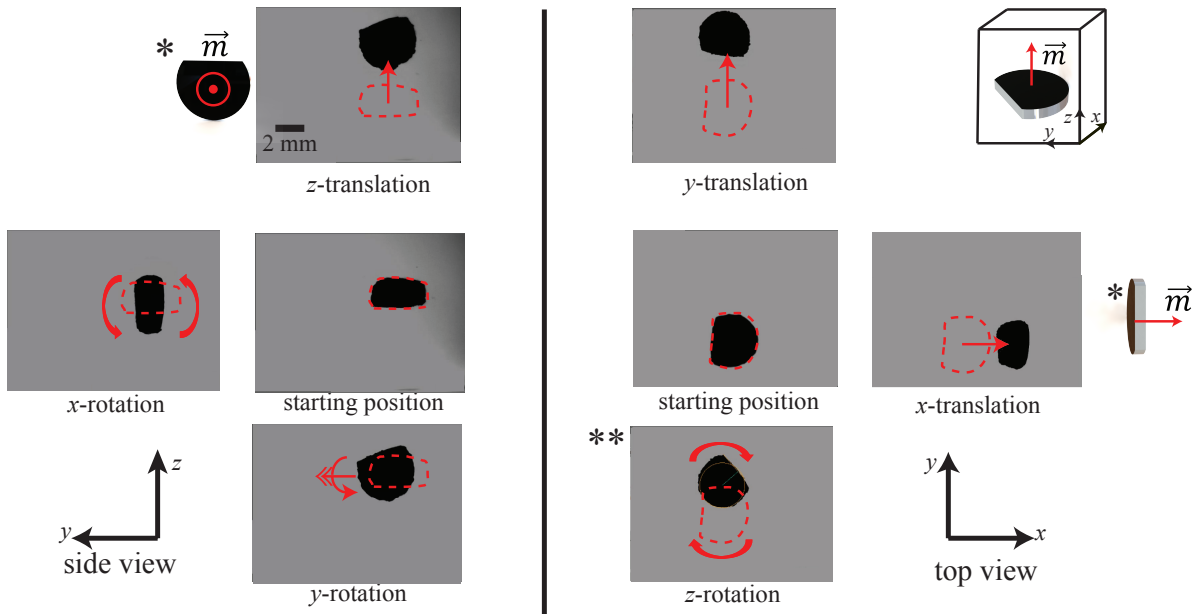 *
m
2 mm
z-translation
x-rotation
starting position
z
y
side view
y-rotation
y-translation
m
z
x
y
starting position
x-translation
*
m
**
z-rotation
y
x
top view